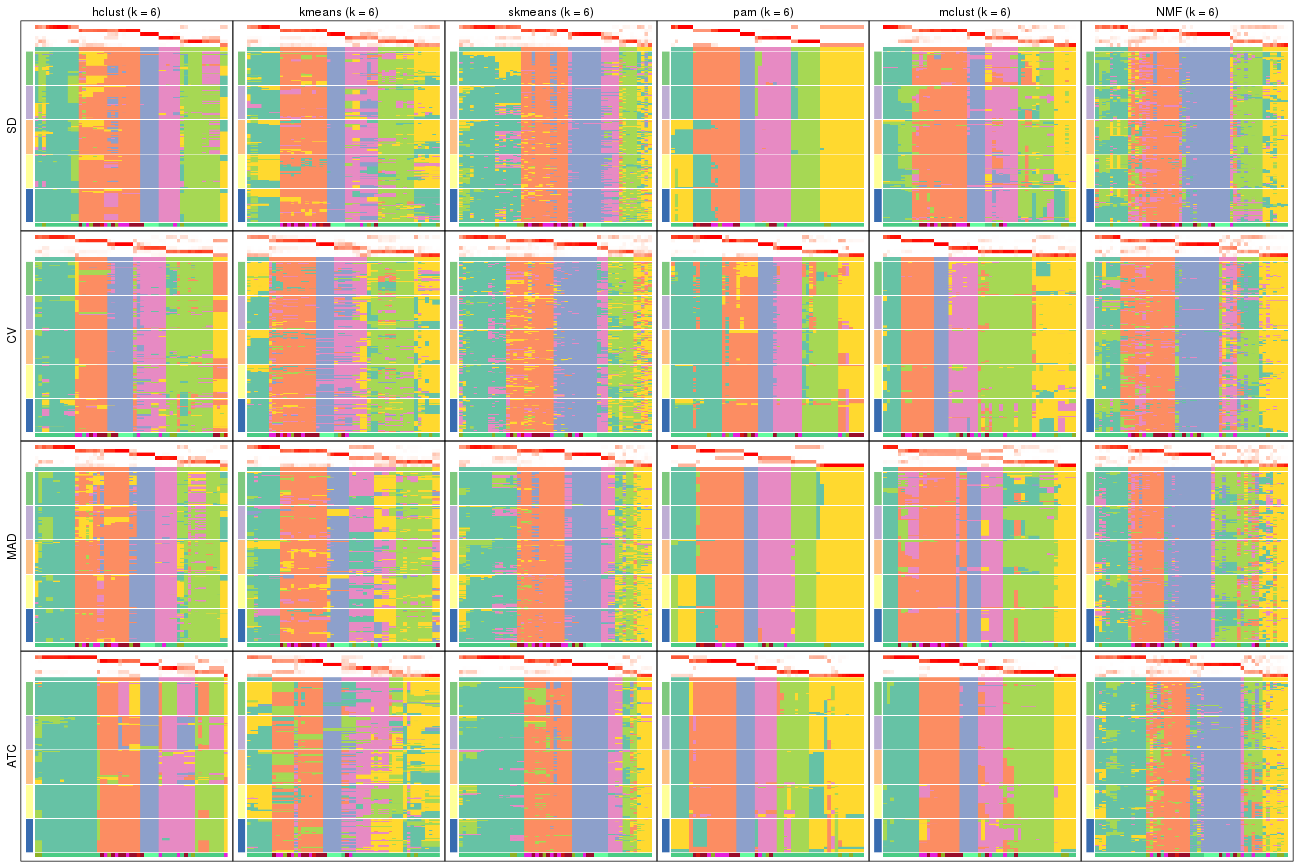 hclust (k = 6) kmeans (k = 6) skmeans (k = 6) pam (k = 6) mclust (k = 6) NMF (k = 6)
SD
CV
MAD
ATC